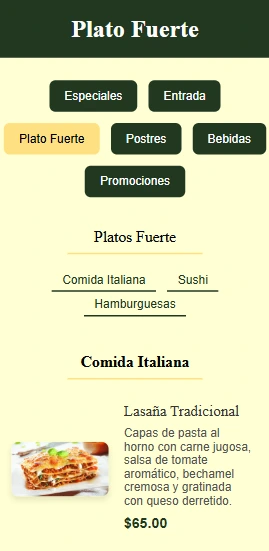 Plato Fuerte
Especiales
Entrada
Plato Fuerte
Postres
Bebidas
Promociones
Platos Fuerte
Comida Italiana
Sushi
Hamburguesas
Comida Italiana
Lasaña Tradicional
Capas de pasta al
horno con carne jugosa,
salsa de tomate
aromático, bechamel
cremosa y gratinada
con queso derretido.
$65.00